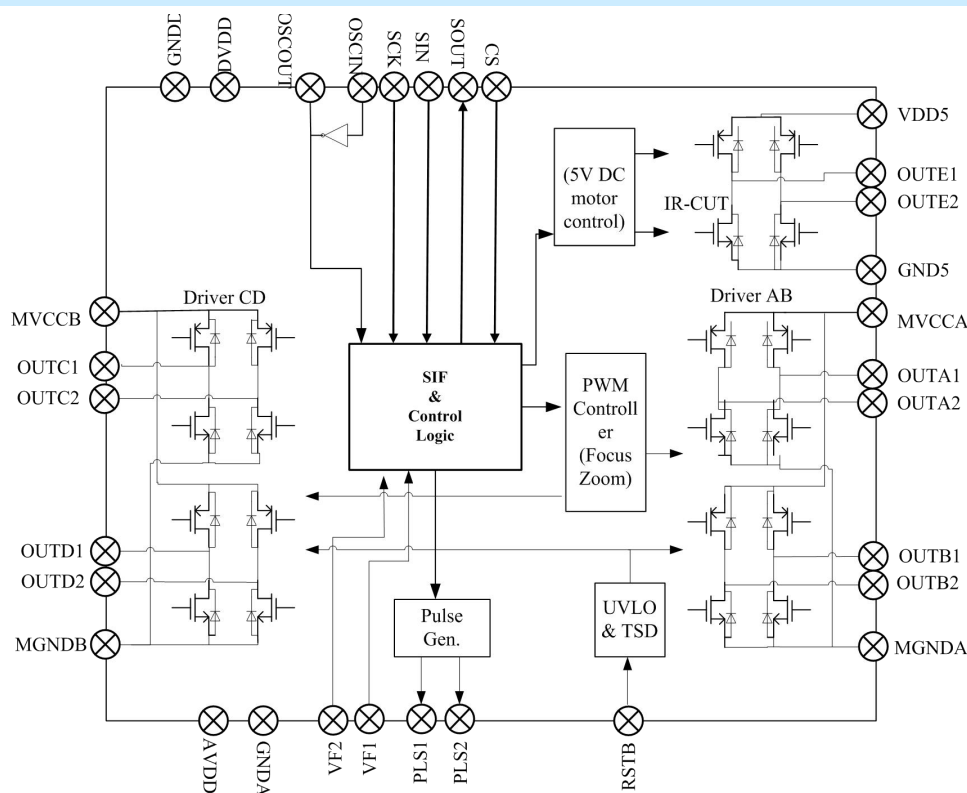 GNDD
DVDD
OSCOUT
OSCIN
SCK
SIN
SOUT
CS
VDD5
OUTE1
OUTE2
GND5
(5V DC
motor
control)
IR-CUT
Driver CD
Driver AB
MVCCB
OUTC1
OUTC2
OUTD1
OUTD2
MGNDB
MVCCA
OUTA1
OUTA2
OUTB1
OUTB2
MGNDA
SIF
&
Control
Logic
PWM
Controll
er
(Focus
Zoom)
Pulse
Gen.
UVLO
& TSD
AVDD
GNDA
VF2
VF1
PLS1
PLS2
RSTB